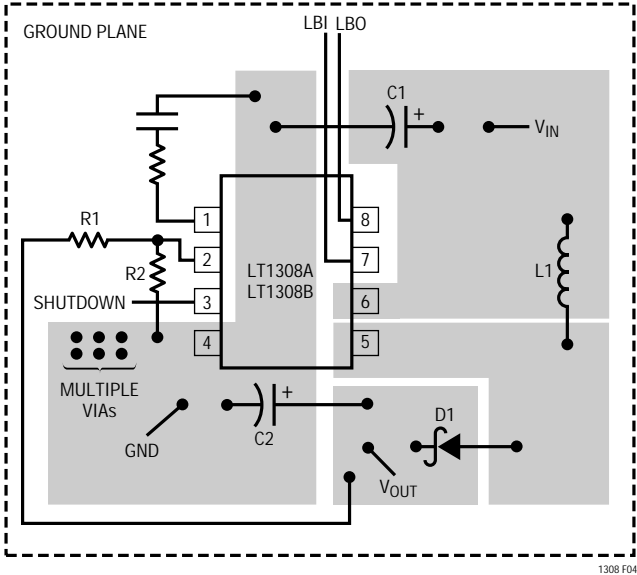 GROUND PLANE
LBI LBO
C1
+
VIN
1
8
R1
2
7
R2
LT1308A
LT1308B
L1
SHUTDOWN
3
6
4
5
MULTIPLE
VIAs
+
D1
C2
GND
VOUT
1308 F04